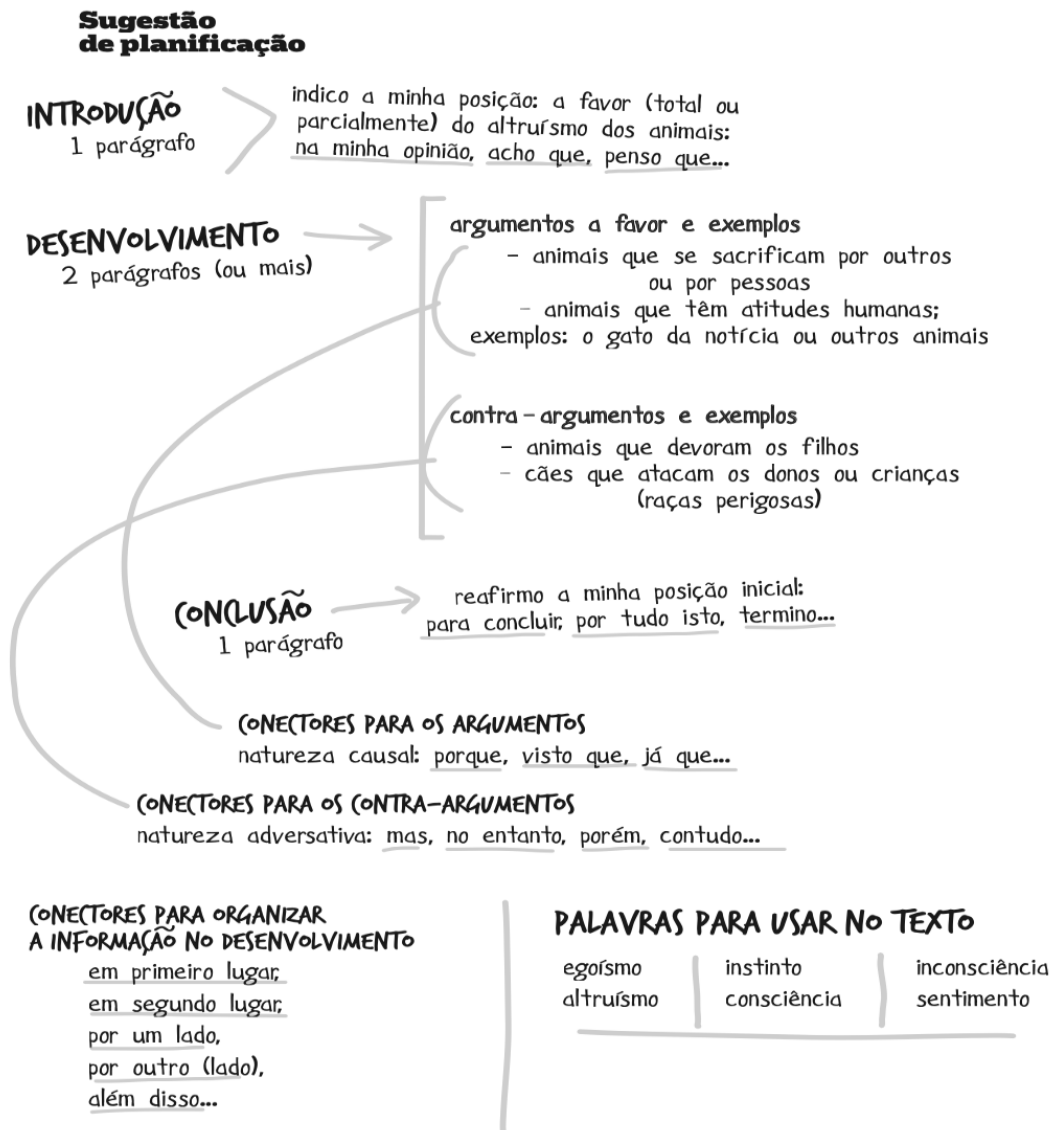 Sugestão
de planificação
INTRODUÇÃO
1 parágrafo
indico a minha posição: a favor (total ou
parcialmente) do altruísmo dos animais:
na minha opinião, acho que, penso que...
DESENVOLVIMENTO
2 parágrafos (ou mais)
argumentos a favor e exemplos
- animais que se sacrificam por outros
ou por pessoas
- animais que têm atitudes humanas;
exemplos: o gato da notícia ou outros animais
contra-argumentos e exemplos
- animais que devoram os filhos
- cães que atacam os donos ou crianças
(raças perigosas)
CONCLUSÃO
1 parágrafo
reafirmo a minha posição inicial:
para concluir, por tudo isto, termino...
CONECTORES PARA OS ARGUMENTOS
natureza causal: porque, visto que, já que...
CONECTORES PARA OS CONTRA-ARGUMENTOS
natureza adversativa: mas, no entanto, porém, contudo...
CONECTORES PARA ORGANIZAR
A INFORMAÇÃO NO DESENVOLVIMENTO
em primeiro lugar,
em segundo lugar,
por um lado,
por outro (lado),
além disso...
PALAVRAS PARA USAR NO TEXTO
egoísmo
altruísmo
instinto
consciência
inconsciência
sentimento